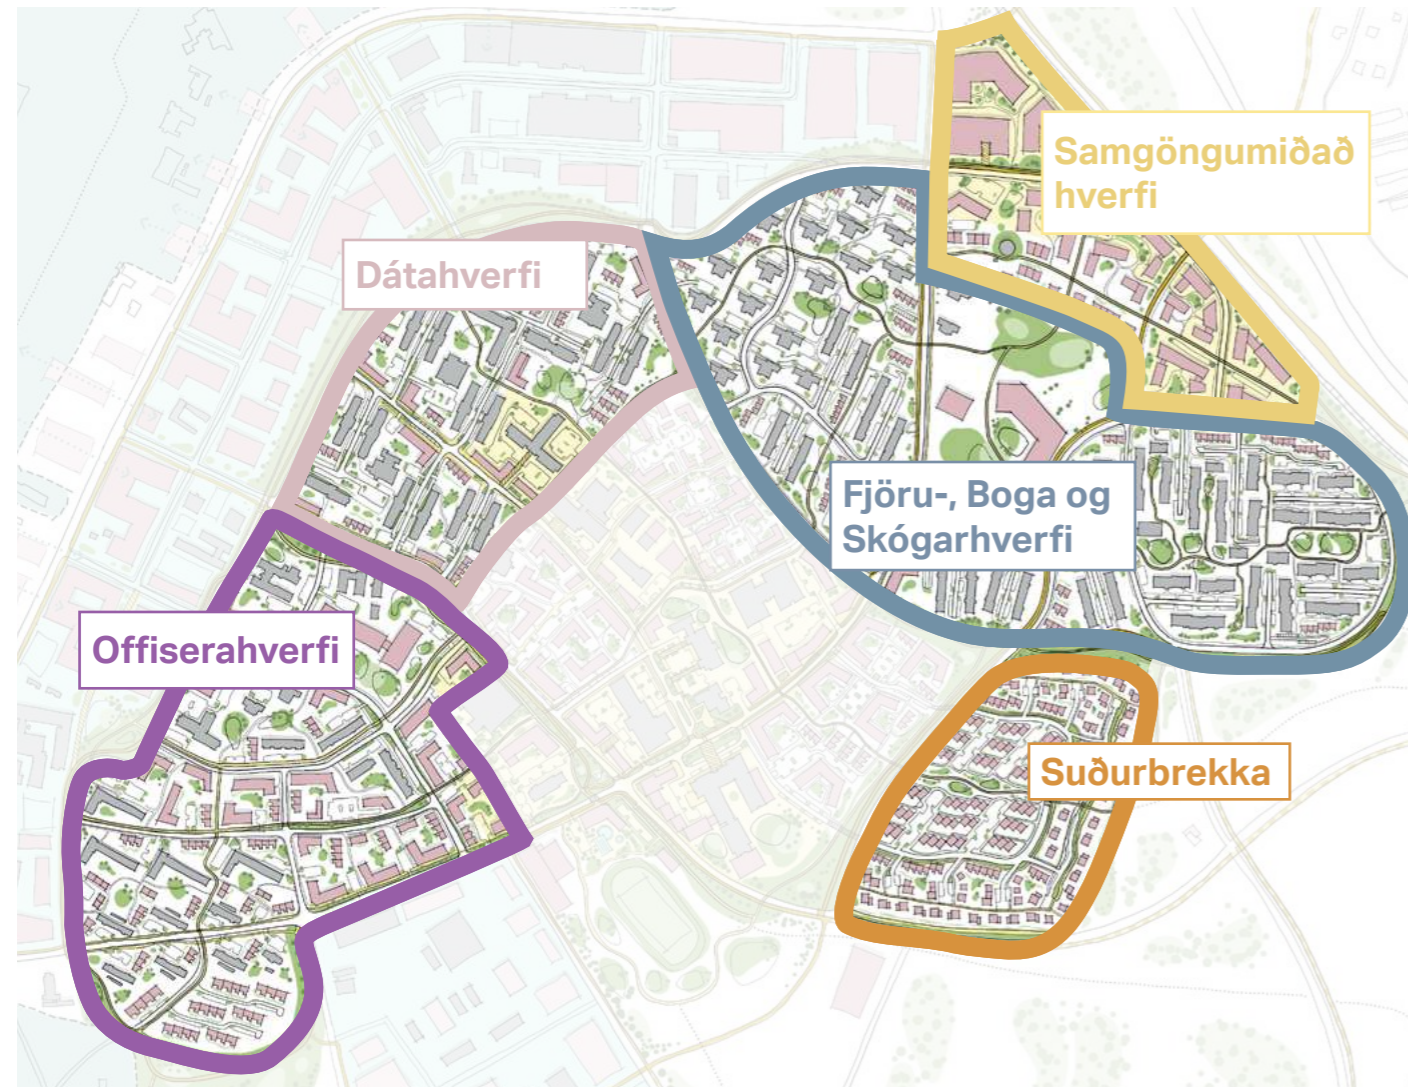 Samgöngumiðað
hverfi
Dátahverfi
Fjöru-, Boga og
Skógarhverfi
Offiserahverfi
Suðurbrekka